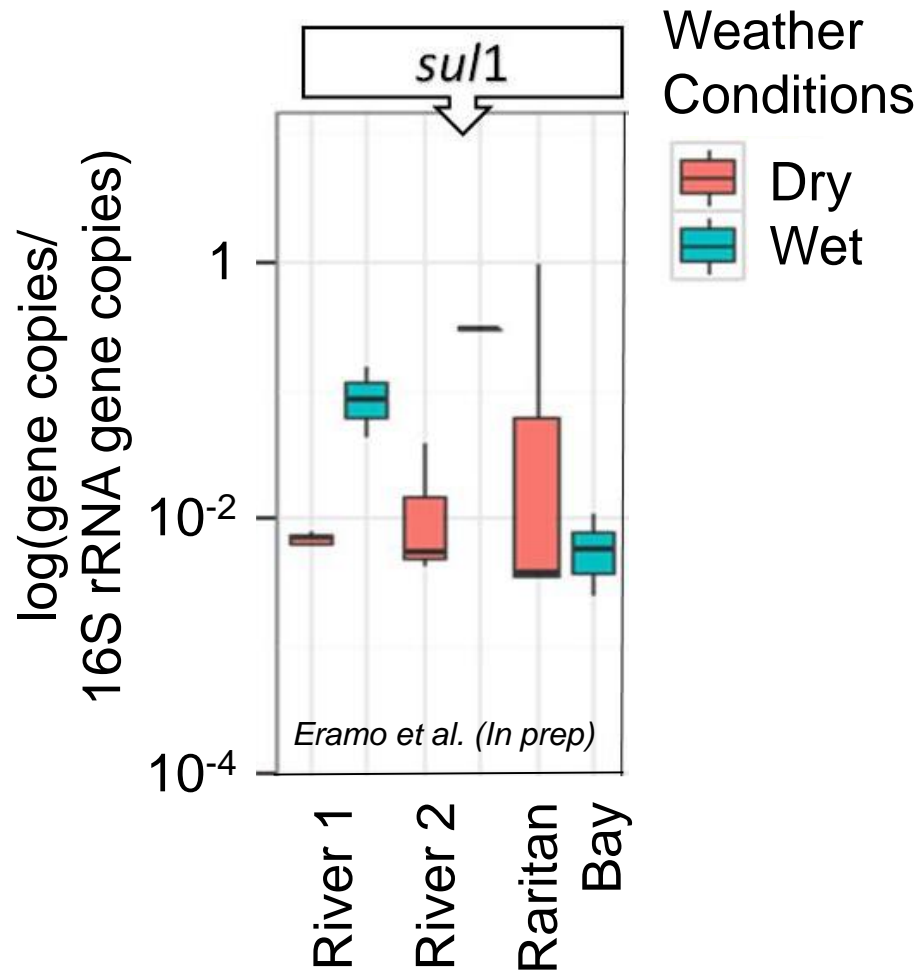 sul1
Weather
Conditions
Dry
Wet
log(gene copies/
16S rRNA gene copies)
1
10-2
10-4
Eramo et al. (In prep)
River 1
River 2
Raritan
Bay